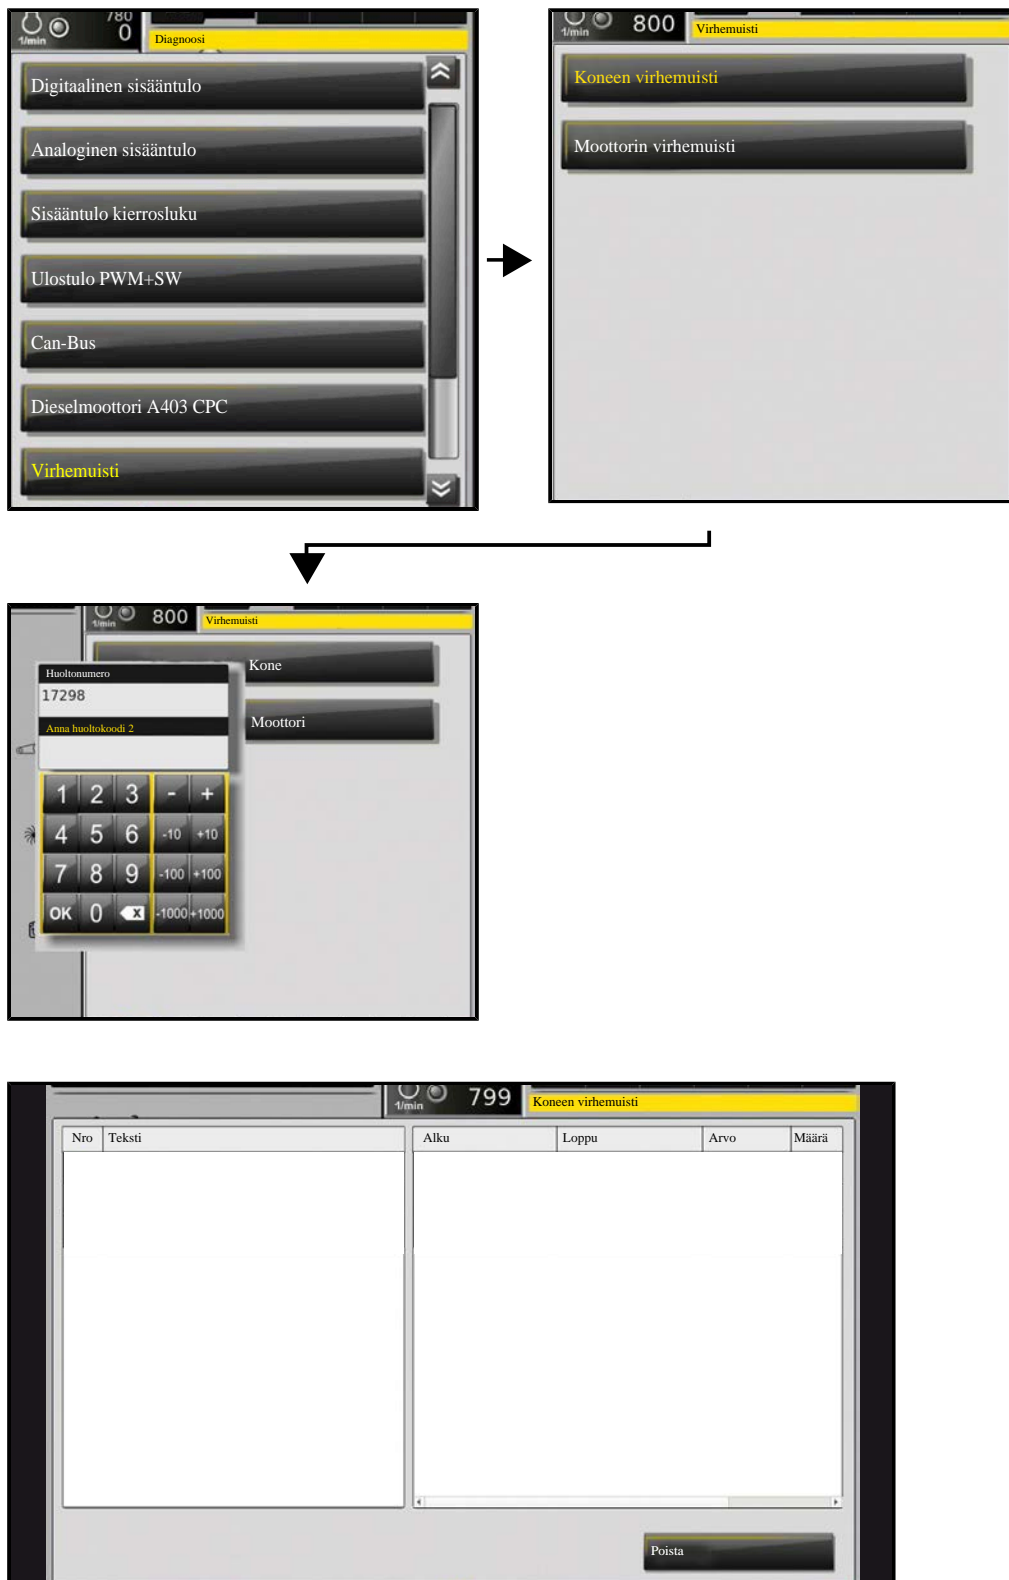 780
1/min
0
Diagnoosi
Digitaalinen sisääntulo
Analoginen sisääntulo
Sisääntulo kierrosluku
Ulostulo PWM+SW
Can-Bus
Dieselmoottori A403 CPC
Virhemuisti
1/min
800
Virhemuisti
Koneen virhemuisti
Moottorin virhemuisti
1/min
800
Virhemuisti
Kone
Moottori
Huoltonumero
17298
Anna huoltokoodi 2
1 2 3 - +
4 5 6 -10 +10
7 8 9 -100 +100
OK 0 x -1000 +1000
1/min
799
Koneen virhemuisti
Nro Teksti Alku Loppu Arvo Määrä
Poista